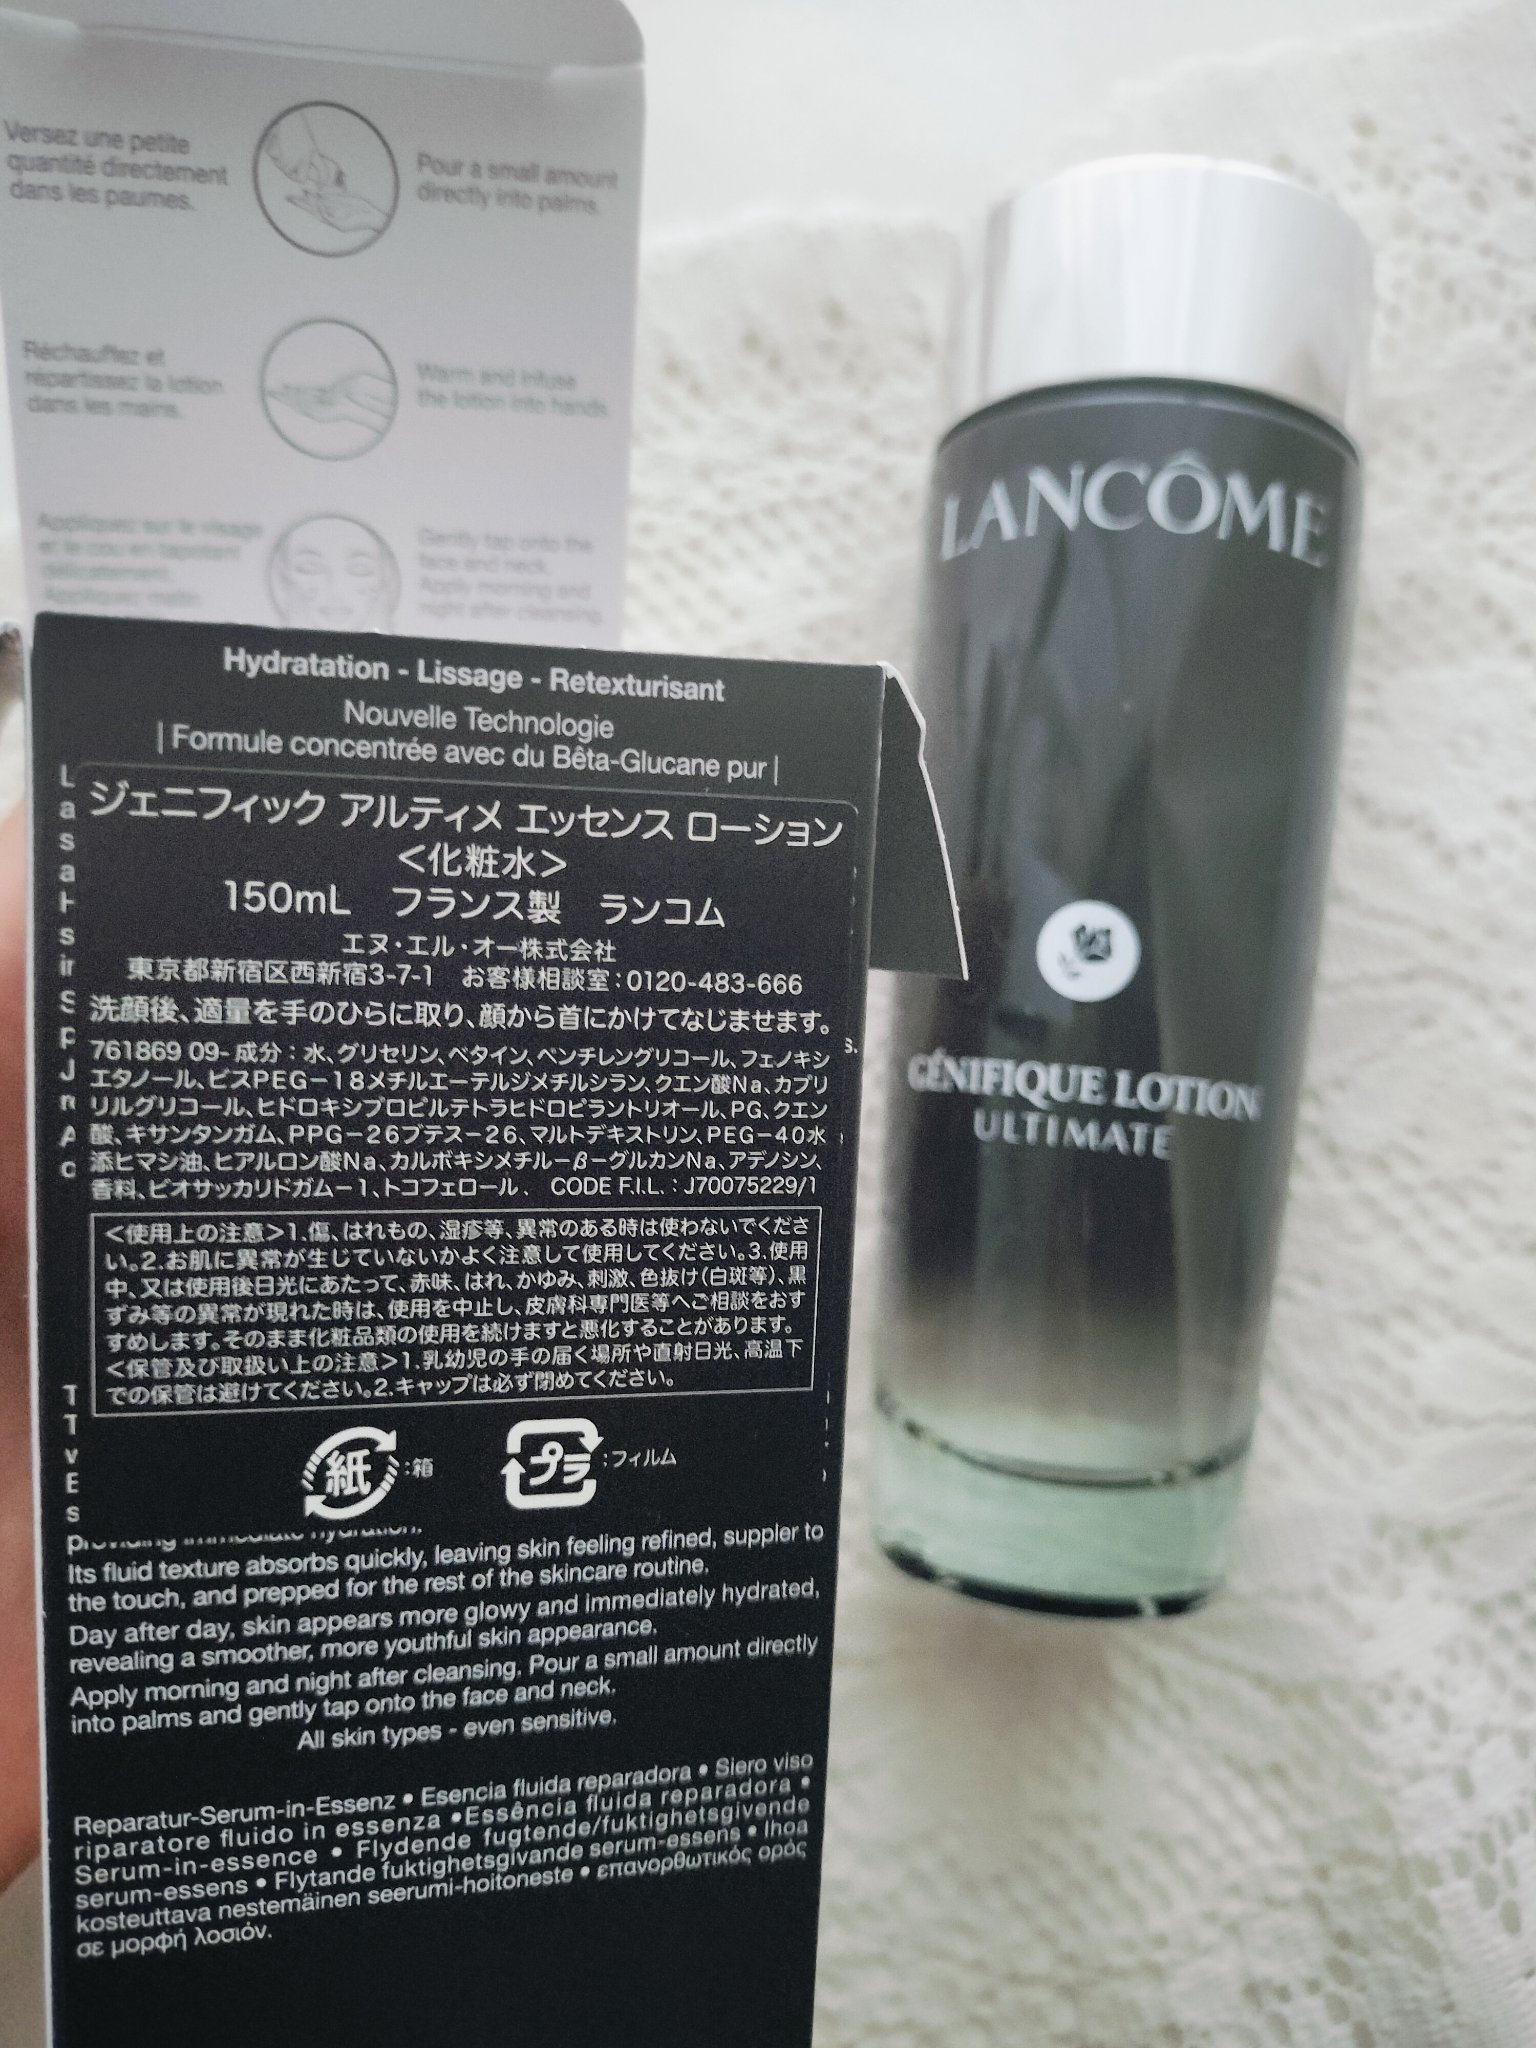 Versez une petite
quantité directement
dans les paumes.
Pour a small amount
directly into palms.
Réchauffez et
répartissez la lotion
dans les mains.
Warm and infuse
the lotion into hands.
Appliquez sur le visage
et le cou en tapotant
délicatement.
Appliquez matin
Gently tap onto the
face and neck.
Apply morning and
night after cleansing.
Hydratation - Lissage - Retexturisant
Nouvelle Technologie
| Formule concentrée avec du Bêta-Glucane pur |
ジェニフィック アルティメ エッセンス ローション
<化粧水>
150mL フランス製 ランコム
エヌ・エル・オー株式会社
東京都新宿区西新宿3-7-1 お客様相談室:0120-483-666
洗顔後、適量を手のひらに取り、顔から首にかけてなじませます。
761869 09- 成分:水、グリセリン、ベタイン、ペンチレングリコール、フェノキシ
エタノール、ビスPEG-18メチルエーテルジメチルシラン、クエン酸Na、カプリ
リルグリコール、ヒドロキシプロピルテトラヒドロピラントリオール、PG、クエン
酸、キサンタンガム、PPG-26ブテス-26、マルトデキストリン、PEG-40水
添ヒマシ油、ヒアルロン酸Na、カルボキシメチル-β-グルカンNa、アデノシン、
香料、ビオサッカリドガム-1、トコフェロール、 CODE F.I.L. : J70075229/1
<使用上の注意>1.傷、はれもの、湿疹等、異常のある時は使わないでくださ
い。2.お肌に異常が生じていないかよく注意して使用してください。3.使用
中、又は使用後日光にあたって、赤味、はれ、かゆみ、刺激、色抜け(白斑等)、黒
ずみ等の異常が現れた時は、使用を中止し、皮膚科専門医等へご相談をおす
すめします。そのまま化粧品類の使用を続けますと悪化することがあります。
<保管及び取扱い上の注意>1.乳幼児の手の届く場所や直射日光、高温下
での保管は避けてください。2.キャップは必ず閉めてください。
紙 :箱 プラ :フィルム
Its fluid texture absorbs quickly, leaving skin feeling refined, suppler to
the touch, and prepped for the rest of the skincare routine.
Day after day, skin appears more glowy and immediately hydrated,
revealing a smoother, more youthful skin appearance.
Apply morning and night after cleansing. Pour a small amount directly
into palms and gently tap onto the face and neck.
All skin types - even sensitive.
Reparatur-Serum-in-Essenz • Esencia fluida reparadora • Siero viso
riparatore fluido in essenza •Essência fluida reparadora •
Serum-in-essence • Flydende fugtende/fuktighetsgivende
serum-essens • Flytande fuktighetsgivande serum-essens • Ihoa
kosteuttava nestemäinen seerumi-hoitoneste • επανορθωτικός ορός
σε μορφή λοσιόν.
LANCÔME
GÉNIFIQUE LOTION
ULTIMATE